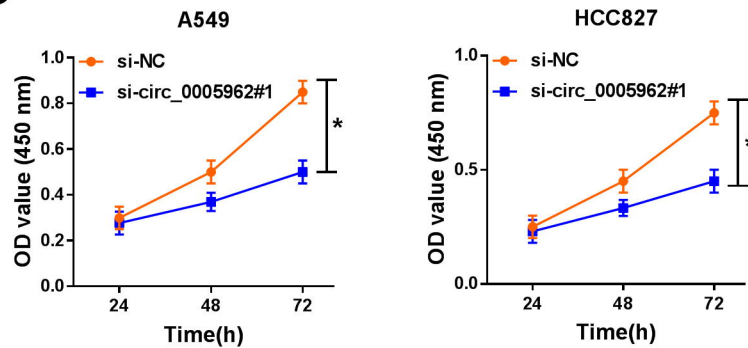 A549
si-NC
si-circ_0005962#1
OD value (450 nm)
1.0
0.8
0.6
0.4
0.2
0.0
*
24
48
72
Time(h)
HCC827
si-NC
si-circ_0005962#1
OD value (450 nm)
1.0
0.5
0.0
*
24
48
72
Time(h)